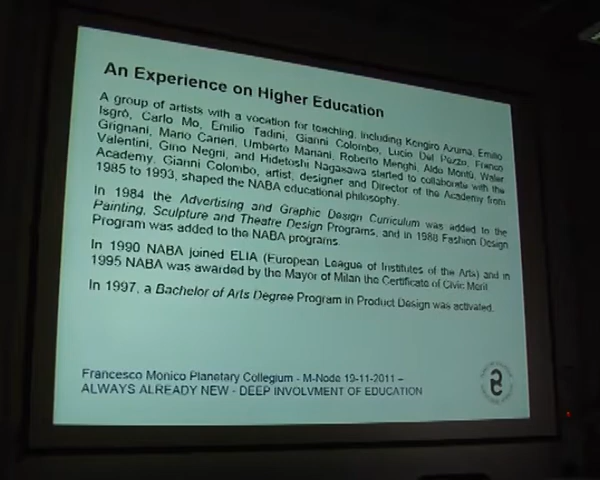 An Experience on Higher Education
A group of artists with a vocation for teaching, including Kengiro Azuma, Emilio
Isgrò, Carlo Mo, Emilio Tadini, Gianni Colombo, Lucio Del Pezzo, Franco
Grignani, Mario Caneri, Umberto Mariani, Roberto Menghi, Aldo Montù, Walter
Valentini, Gino Negri, and Hidetoshi Nagasawa started to collaborate with the
Academy. Gianni Colombo, artist, designer and Director of the Academy from
1985 to 1993, shaped the NABA educational philosophy.
In 1984 the Advertising and Graphic Design Curriculum was added to the
Painting, Sculpture and Theatre Design Programs, and in 1988 Fashion Design
Program was added to the NABA programs.
In 1990 NABA joined ELIA (European League of Institutes of the Arts) and in
1995 NABA was awarded by the Mayor of Milan the Certificate of Civic Merit
In 1997, a Bachelor of Arts Degree Program in Product Design was activated.
Francesco Monico Planetary Collegium - M-Node 19-11-2011 –
ALWAYS ALREADY NEW - DEEP INVOLVMENT OF EDUCATION